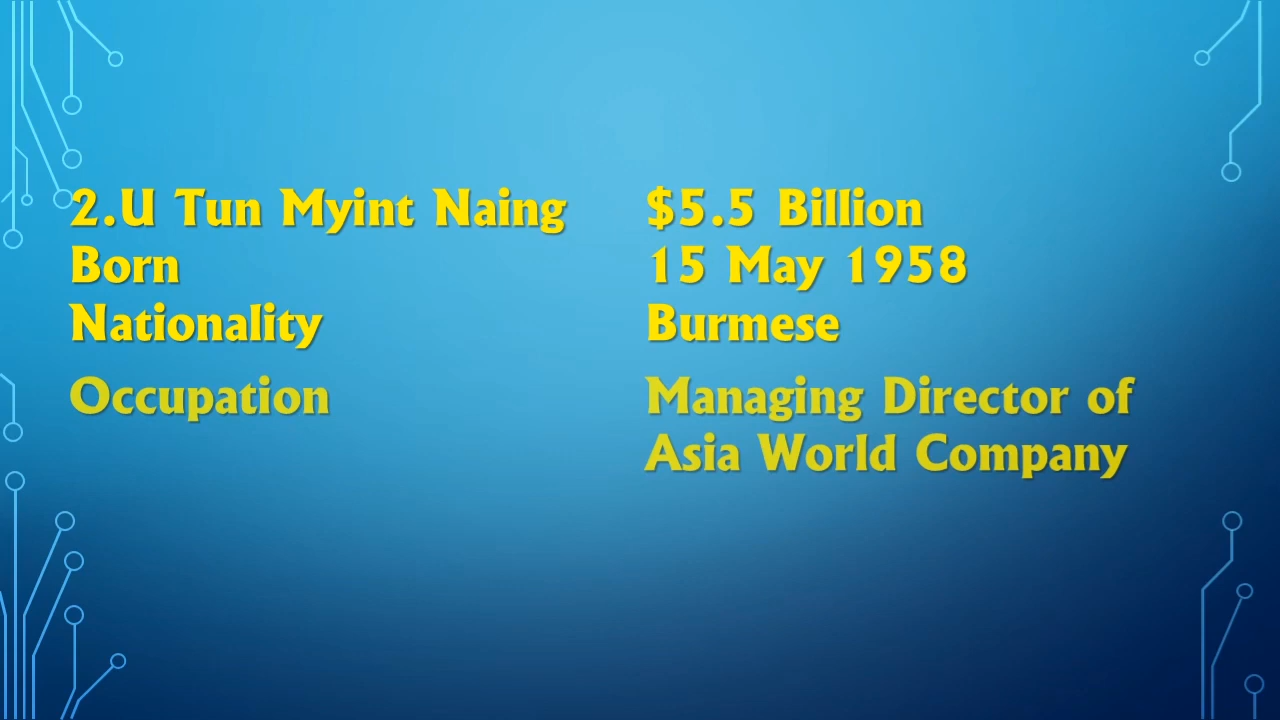 2.U Tun Myint Naing $5.5 Billion
Born 15 May 1958
Nationality Burmese
Occupation Managing Director of
Asia World Company